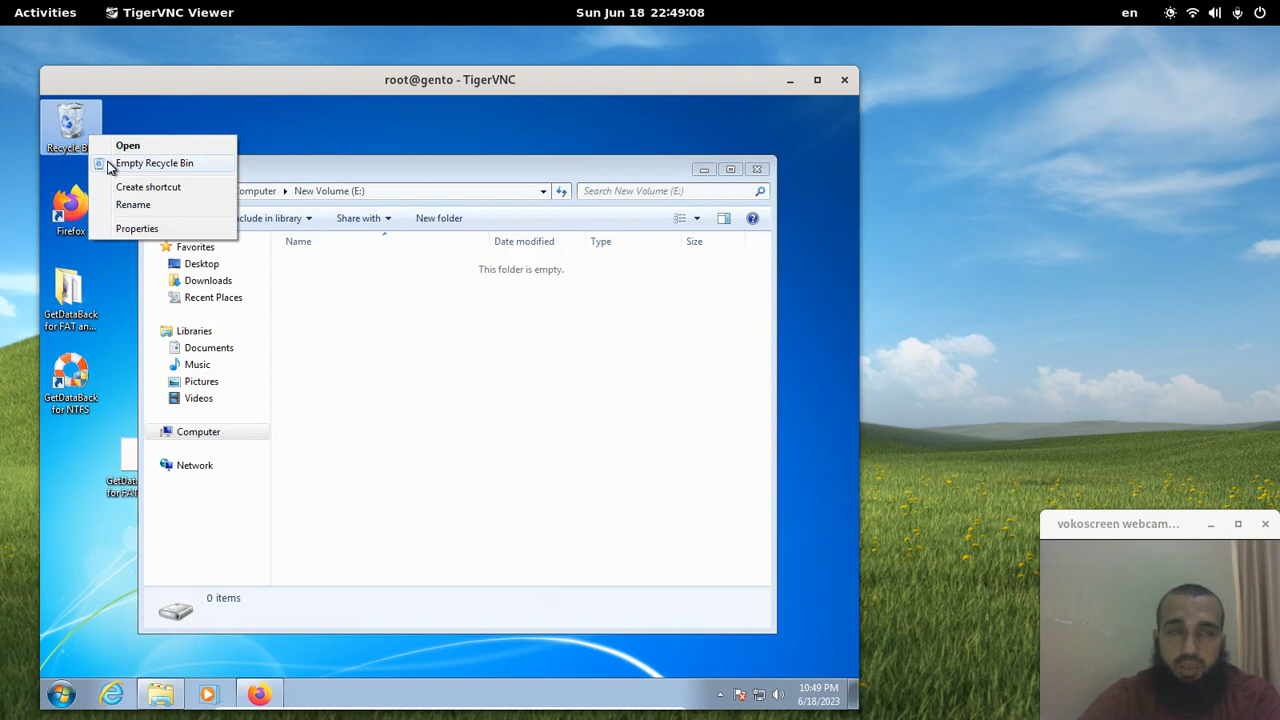 Activities
TigerVNC Viewer
Sun Jun 18 22:49:08
en
root@gento - TigerVNC
Recycle B
Open
Empty Recycle Bin
Create shortcut
Rename
Properties
omputer
New Volume (E:)
Search New Volume (E:)
nclude in library
Share with
New folder
Firefox
Name
Date modified
Type
Size
This folder is empty.
Favorites
Desktop
Downloads
Recent Places
Libraries
Documents
Music
Pictures
Videos
Computer
Network
GetDataBack
for FAT an...
GetDataBack
for NTFS
GetDat
for FAT
0 items
10:49 PM
6/18/2023
vokoscreen webcam...